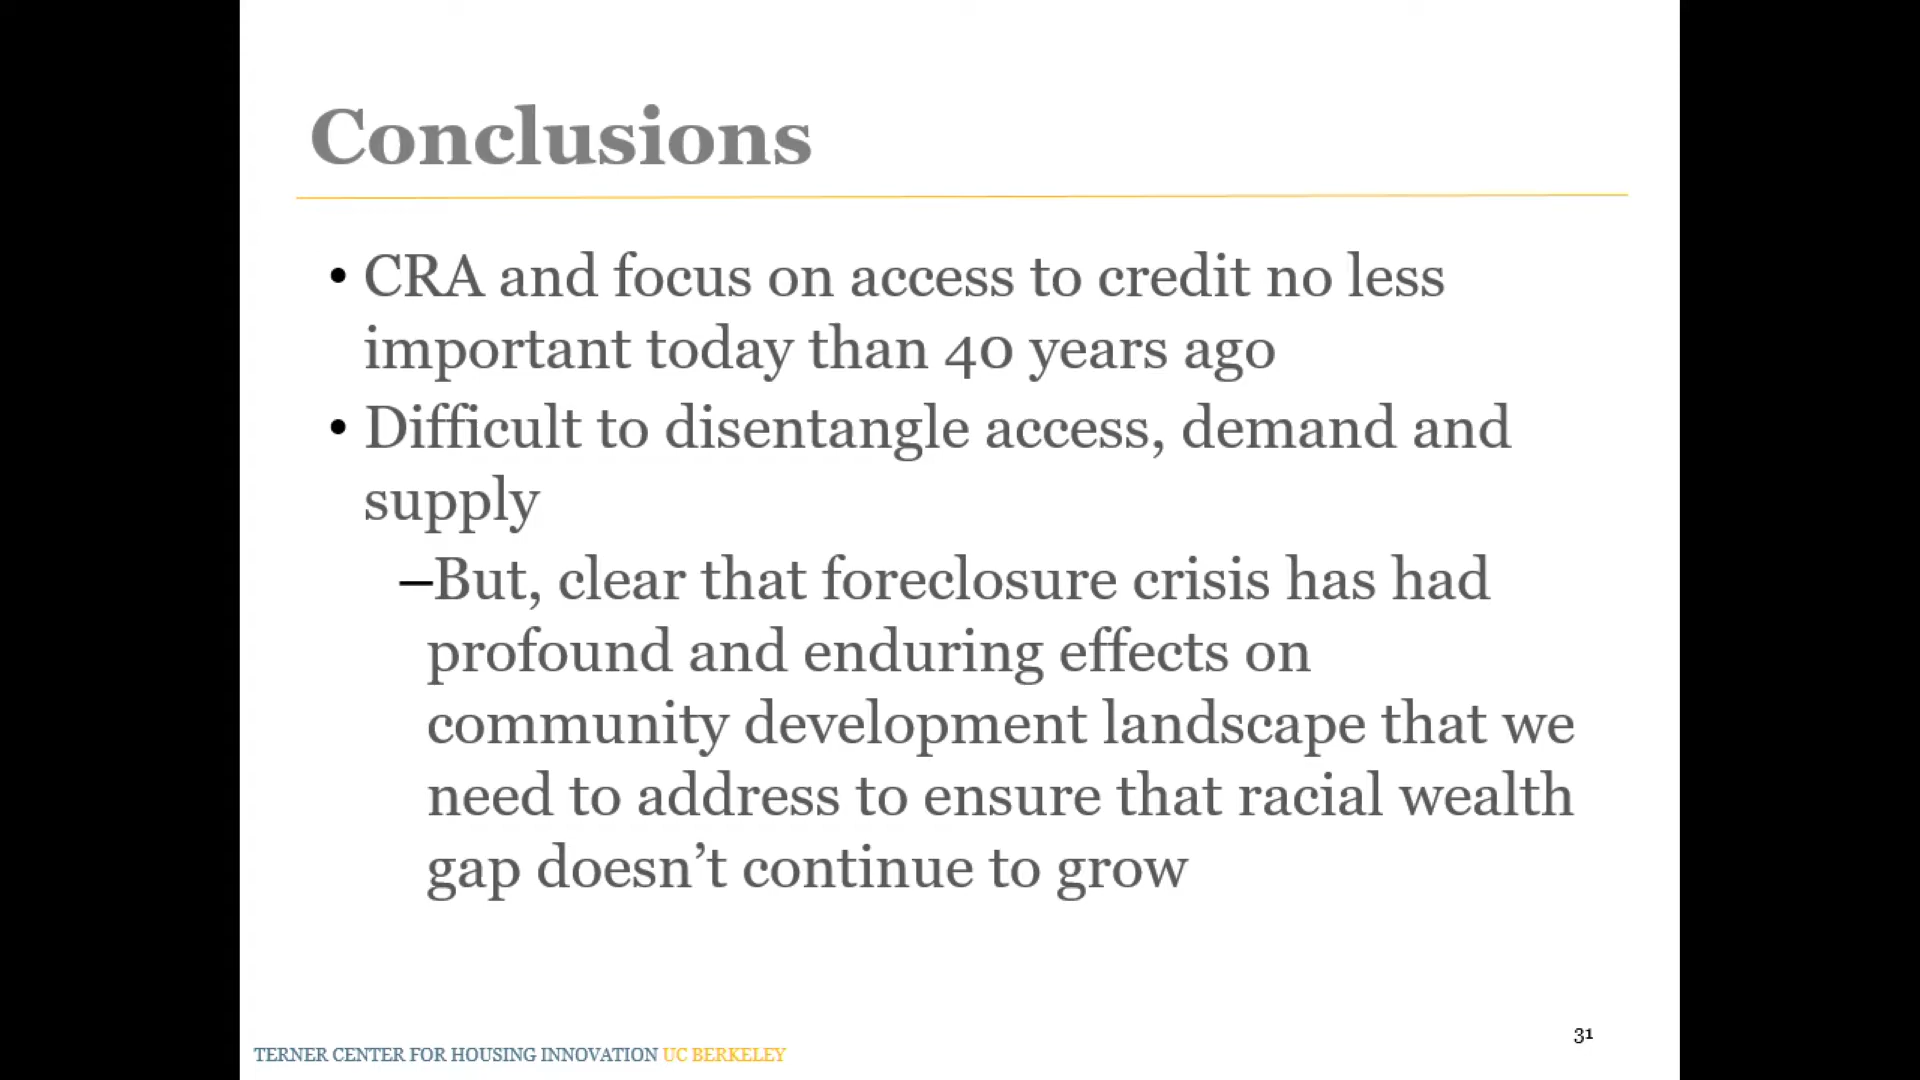 Conclusions
• CRA and focus on access to credit no less
important today than 40 years ago
• Difficult to disentangle access, demand and
supply
–But, clear that foreclosure crisis has had
profound and enduring effects on
community development landscape that we
need to address to ensure that racial wealth
gap doesn’t continue to grow
31
TERNER CENTER FOR HOUSING INNOVATION UC BERKELEY